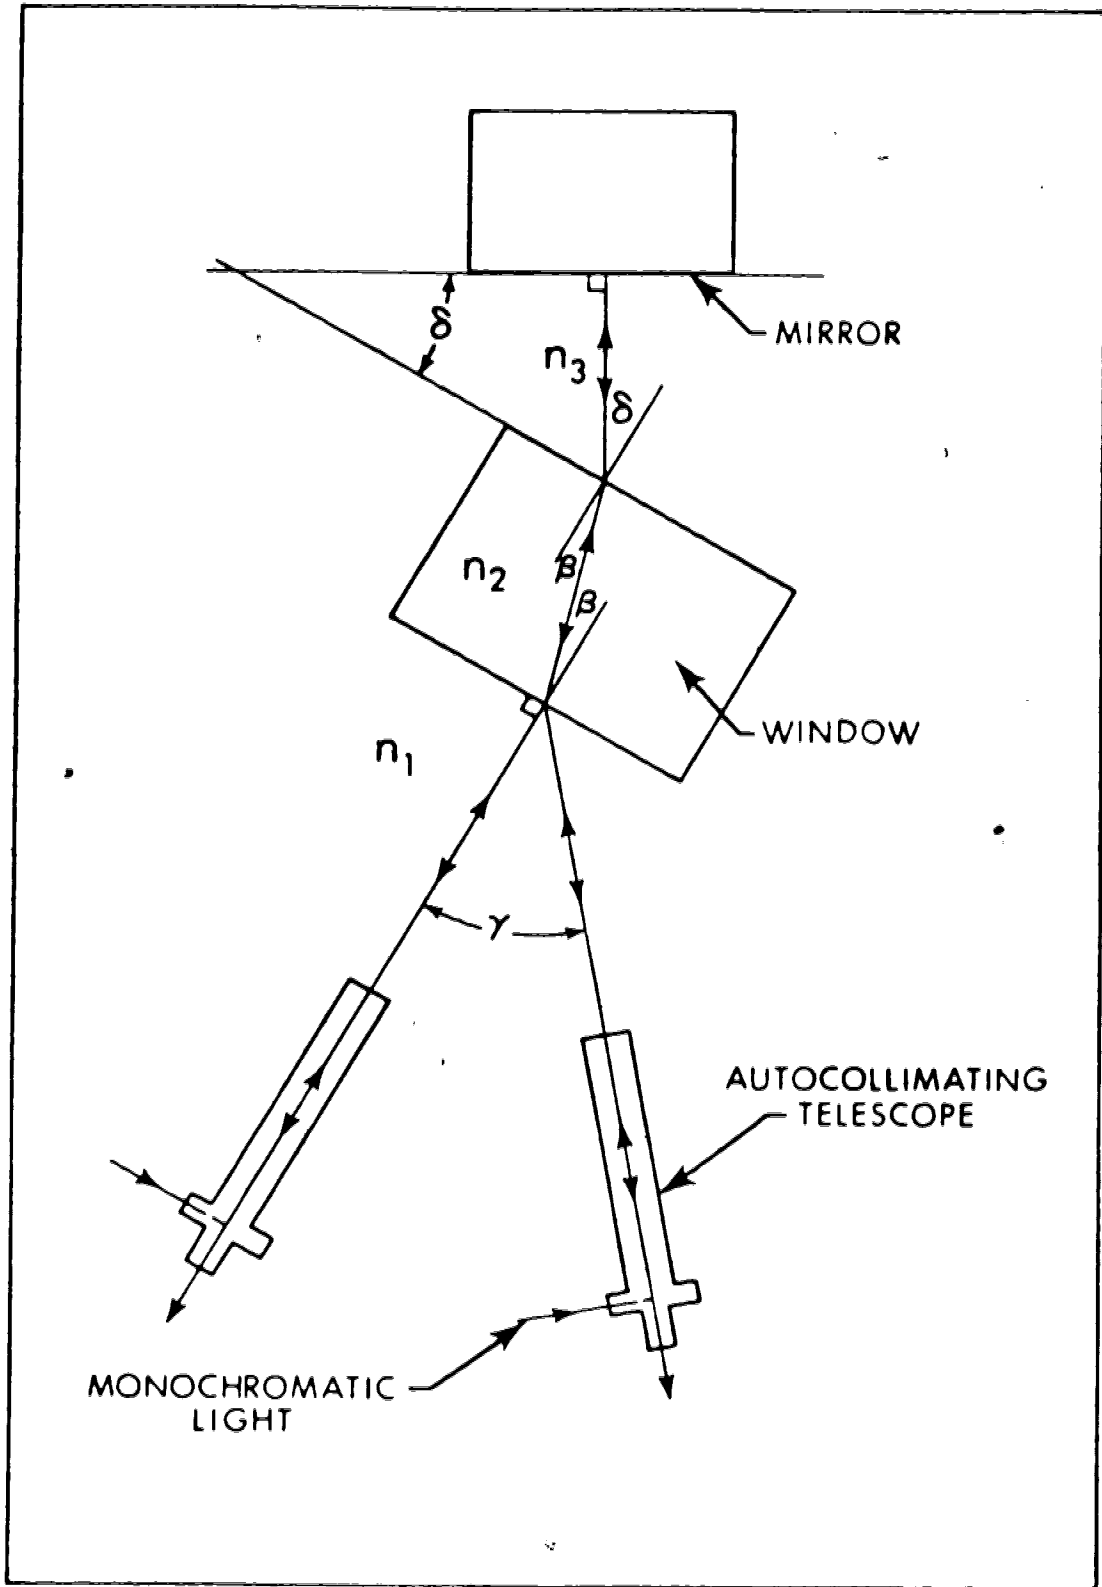 δ
n3
MIRROR
δ
n2
β
β
n1
WINDOW
γ
AUTOCOLLIMATING
TELESCOPE
MONOCHROMATIC
LIGHT